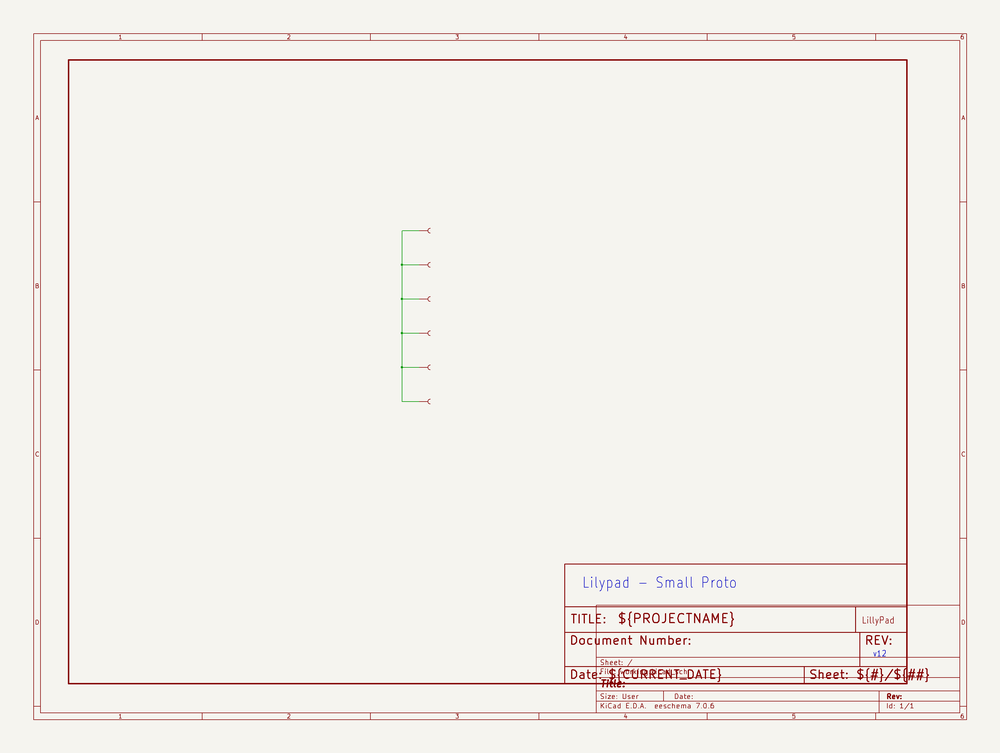 1 2 3 4 5 6
A A
B B
C C
D D
Lilypad - Small Proto
TITLE: ${PROJECTNAME}
LillyPad
Document Number:
REV:
v12
Sheet: /
Date: ${CURRENT_DATE}
Sheet: ${#}/${##}
Title:
Size: User
Date:
Rev:
KiCad E.D.A. eeschema 7.0.6
Id: 1/1
1 2 3 4 5 6